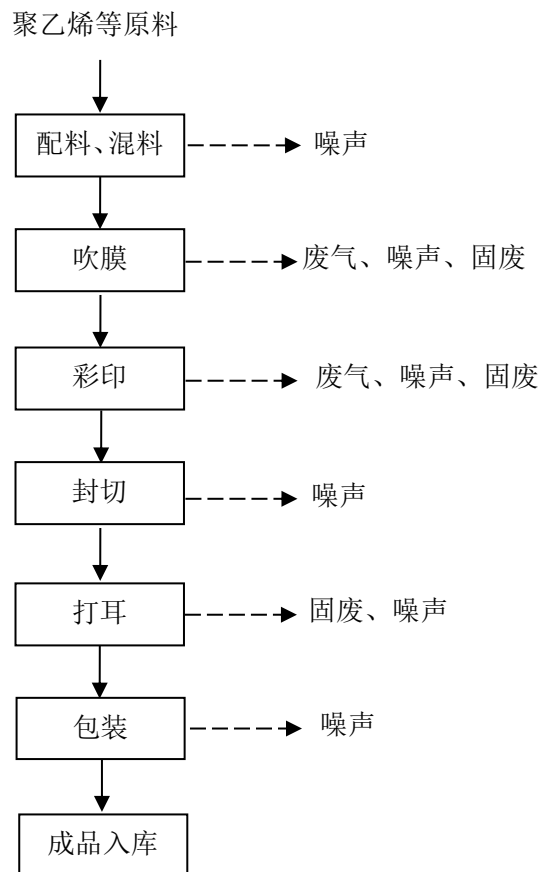 聚乙烯等原料
配料、混料
噪声
吹膜
废气、噪声、固废
彩印
废气、噪声、固废
封切
噪声
打耳
固废、噪声
包装
噪声
成品入库